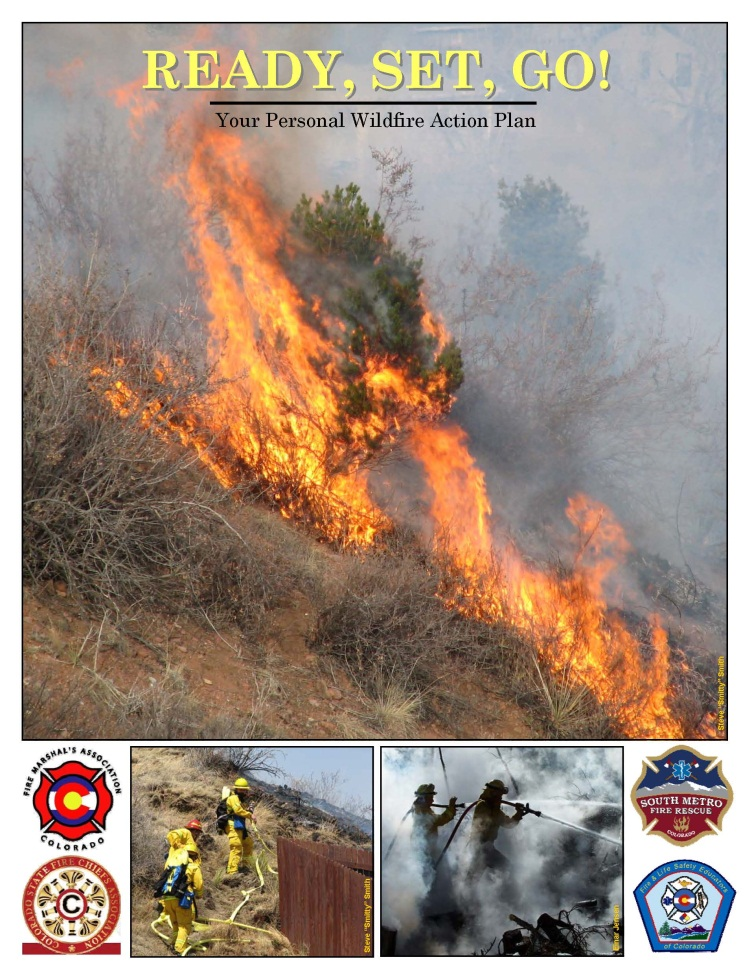 READY, SET, GO!
Your Personal Wildfire Action Plan
Steve "Smitty" Smith
FIRE MARSHAL'S ASSOCIATION
COLORADO
COLORADO STATE FIRE CHIEFS ASSOCIATION
C
Steve "Smitty" Smith
SOUTH METRO
FIRE RESCUE
COLORADO
Fire & Life Safety Educators
of Colorado